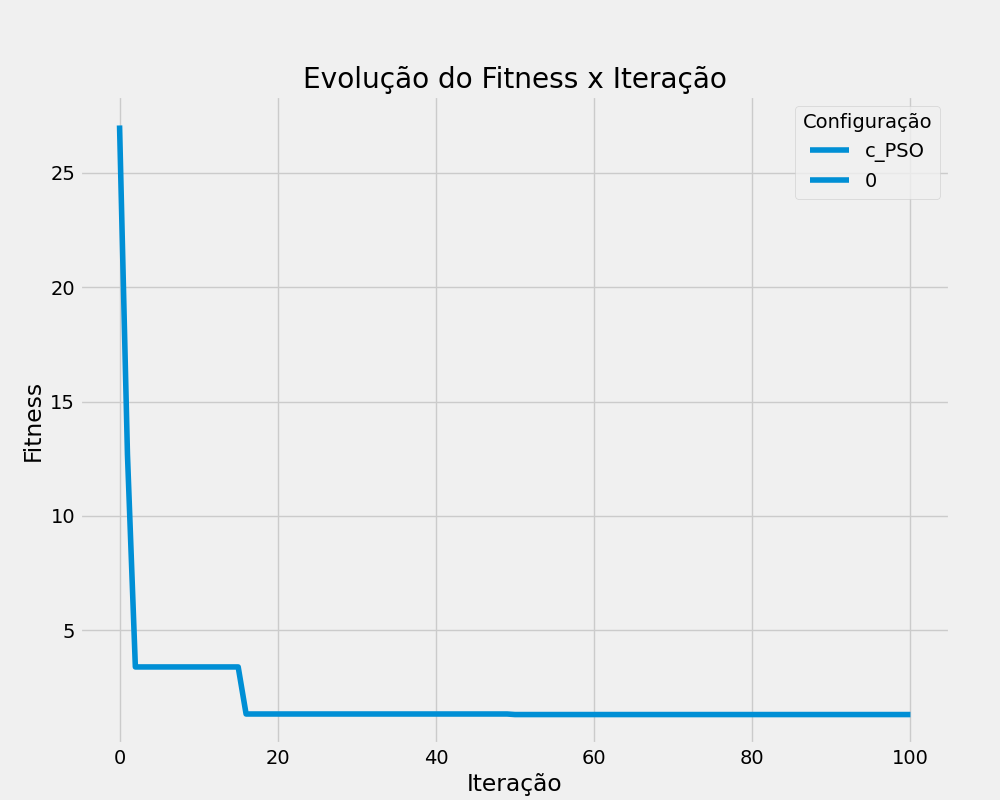 Evolução do Fitness x Iteração
Configuração
c_PSO
0
25
20
15
10
5
Fitness
0 20 40 60 80 100
Iteração